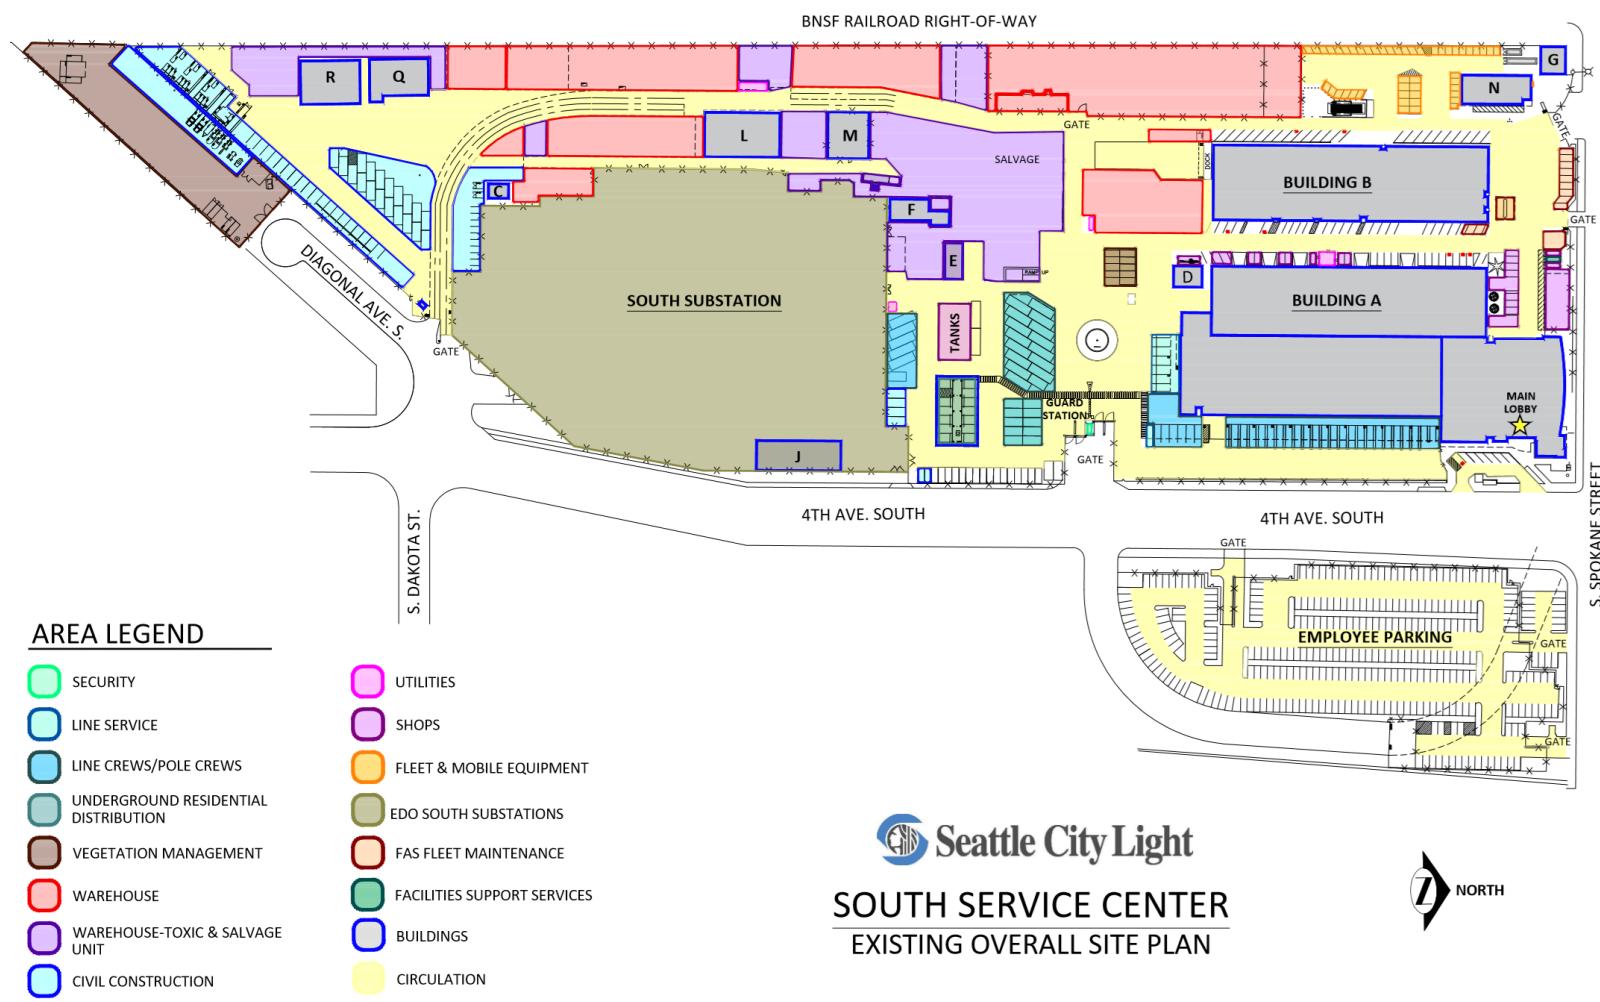 BNSF RAILROAD RIGHT-OF-WAY
R
Q
G
N
GATE
GATE
L
M
SALVAGE
DOCK
BUILDING B
C
F
GATE
E
RAMP UP
D
DIAGONAL AVE. S.
SOUTH SUBSTATION
BUILDING A
TANKS
GATE
GUARD
STATION
MAIN
LOBBY
J
GATE
4TH AVE. SOUTH
4TH AVE. SOUTH
S. SPOKANE STREET
S. DAKOTA ST.
GATE
EMPLOYEE PARKING
GATE
GATE
AREA LEGEND
SECURITY
LINE SERVICE
LINE CREWS/POLE CREWS
UNDERGROUND RESIDENTIAL
DISTRIBUTION
VEGETATION MANAGEMENT
WAREHOUSE
WAREHOUSE-TOXIC & SALVAGE
UNIT
CIVIL CONSTRUCTION
UTILITIES
SHOPS
FLEET & MOBILE EQUIPMENT
EDO SOUTH SUBSTATIONS
FAS FLEET MAINTENANCE
FACILITIES SUPPORT SERVICES
BUILDINGS
CIRCULATION
Seattle City Light
SOUTH SERVICE CENTER
EXISTING OVERALL SITE PLAN
Z
NORTH